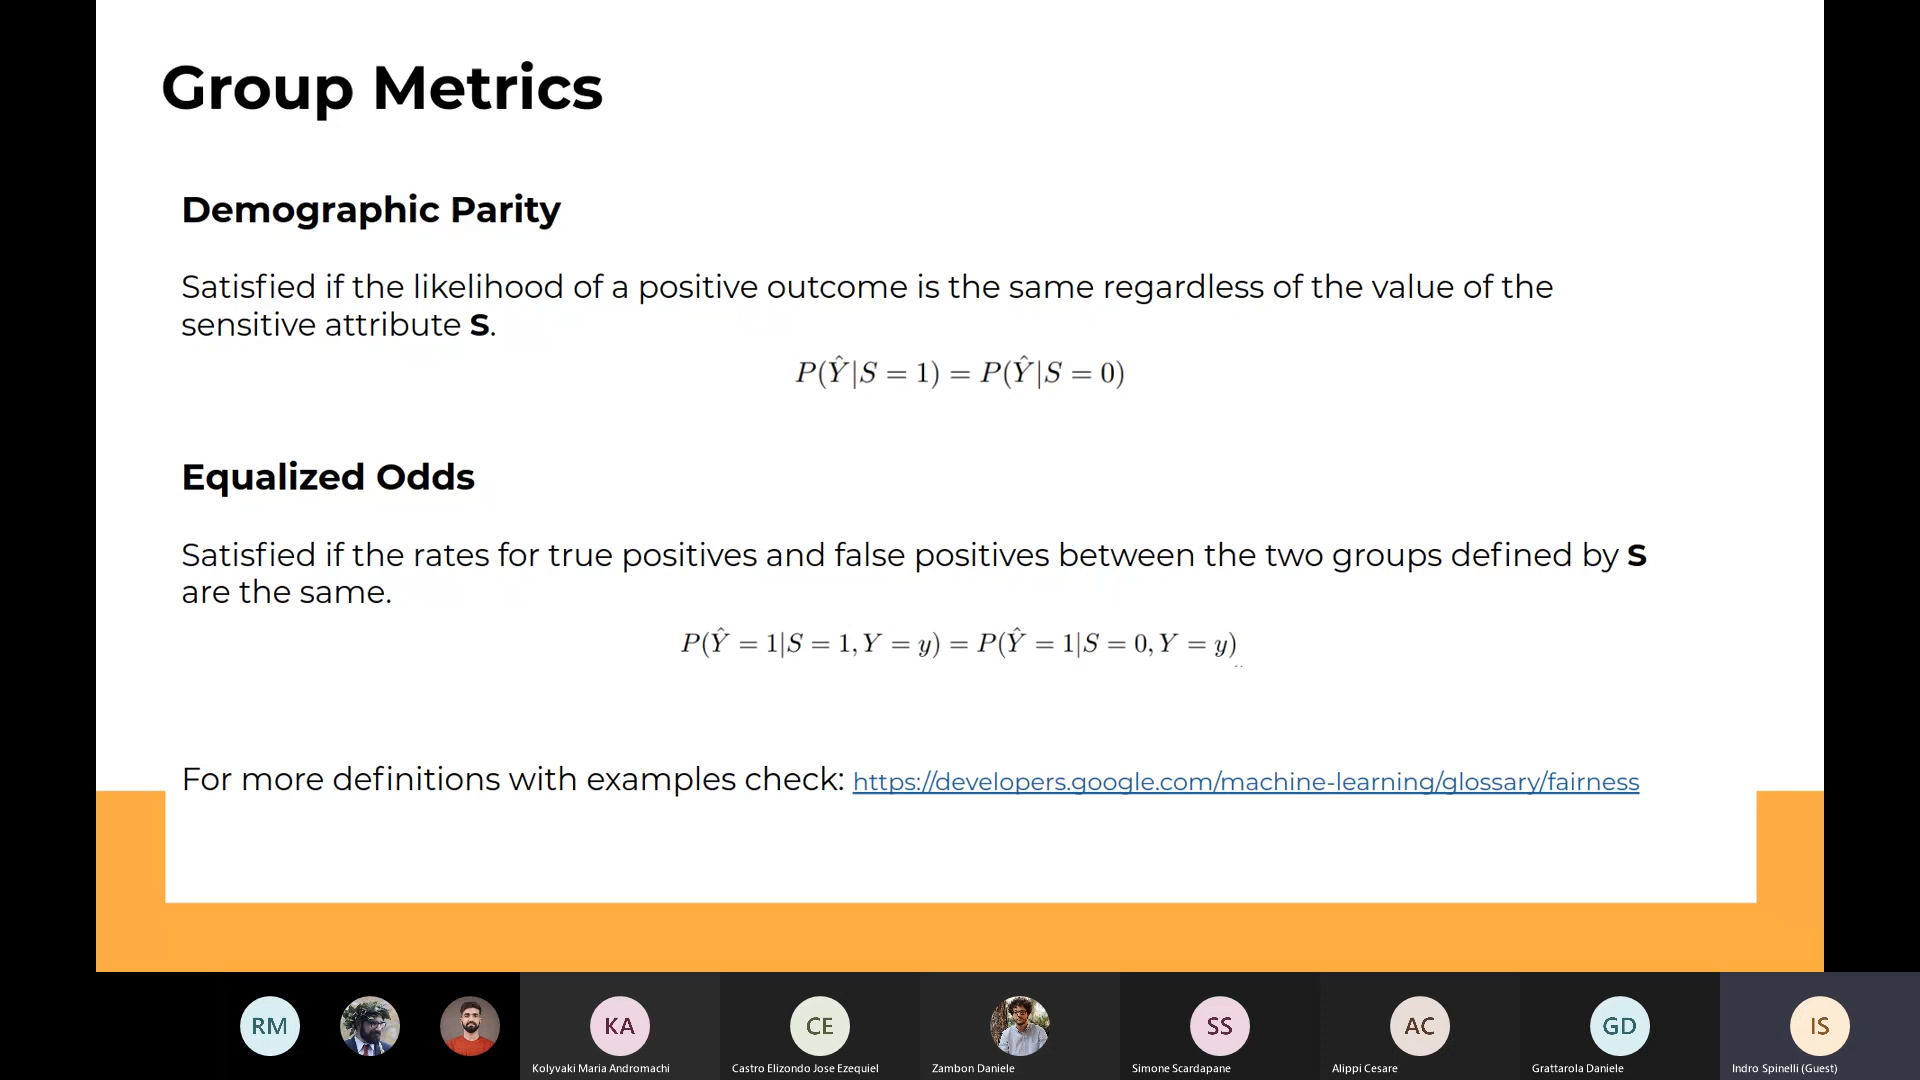 Group Metrics
Demographic Parity
Satisfied if the likelihood of a positive outcome is the same regardless of the value of the
sensitive attribute S.
P(Ŷ|S = 1) = P(Ŷ|S = 0)
Equalized Odds
Satisfied if the rates for true positives and false positives between the two groups defined by S
are the same.
P(Ŷ = 1|S = 1, Y = y) = P(Ŷ = 1|S = 0, Y = y)
For more definitions with examples check: https://developers.google.com/machine-learning/glossary/fairness
RM
KA
CE
SS
AC
GD
IS
Kolyvaki Maria Andromachi
Castro Elizondo Jose Ezequiel
Zambon Daniele
Simone Scardapane
Alippi Cesare
Grattarola Daniele
Indro Spinelli (Guest)